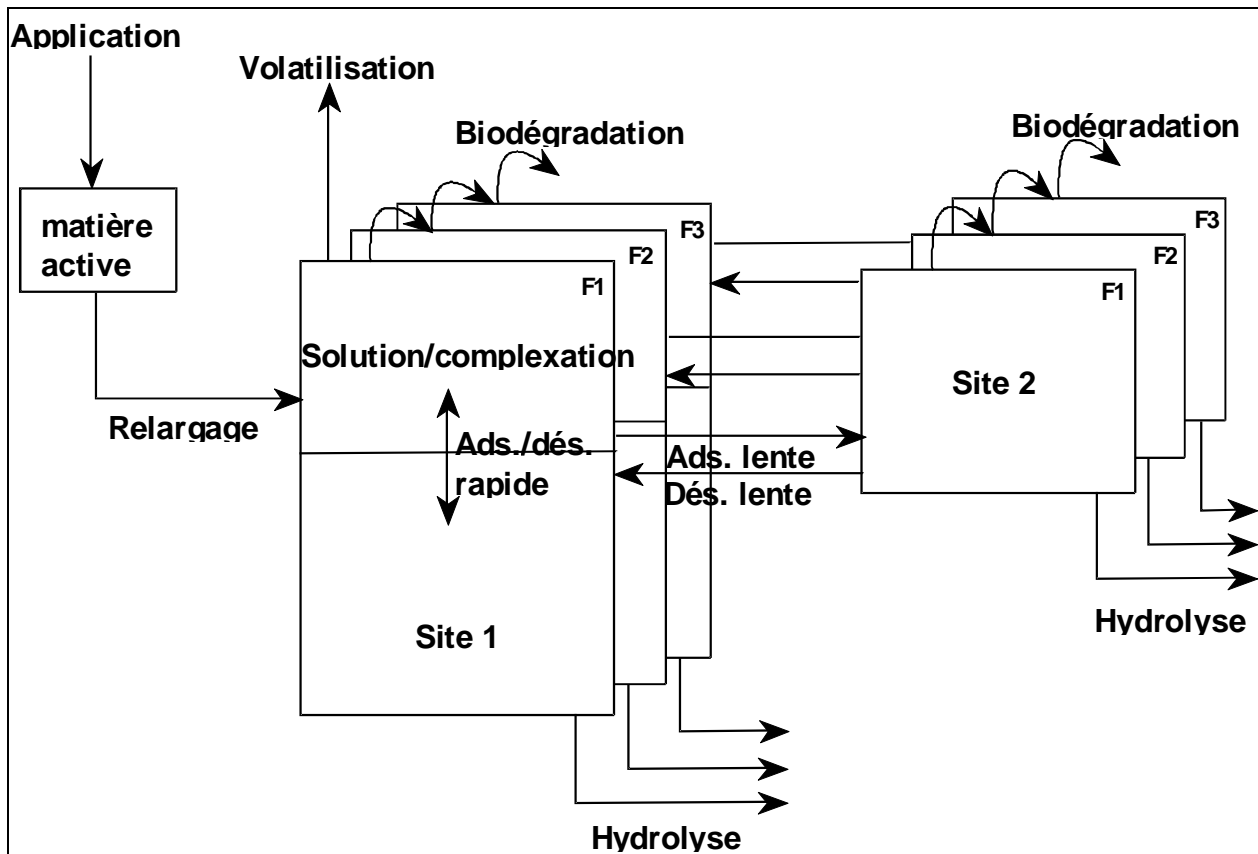 Application
Volatilisation
Biodégradation
Biodégradation
matière
active
F3
F2
F1
F3
F2
F1
Solution/complexation
Site 2
Relargage
Ads./dés.
rapide
Ads. lente
Dés. lente
Site 1
Hydrolyse
Hydrolyse